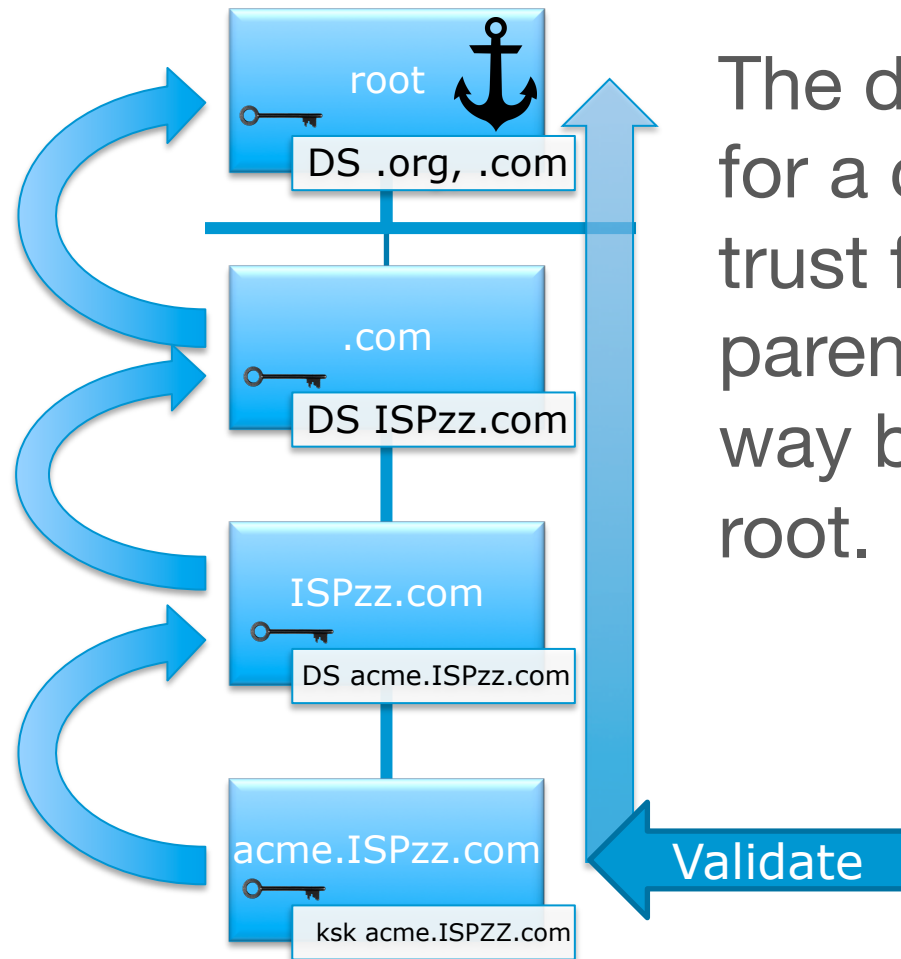 root
DS .org, .com
.com
DS ISPzz.com
ISPzz.com
DS acme.ISPzz.com
acme.ISPzz.com
ksk acme.ISPZZ.com
Validate
The
for a
trust
way
root.